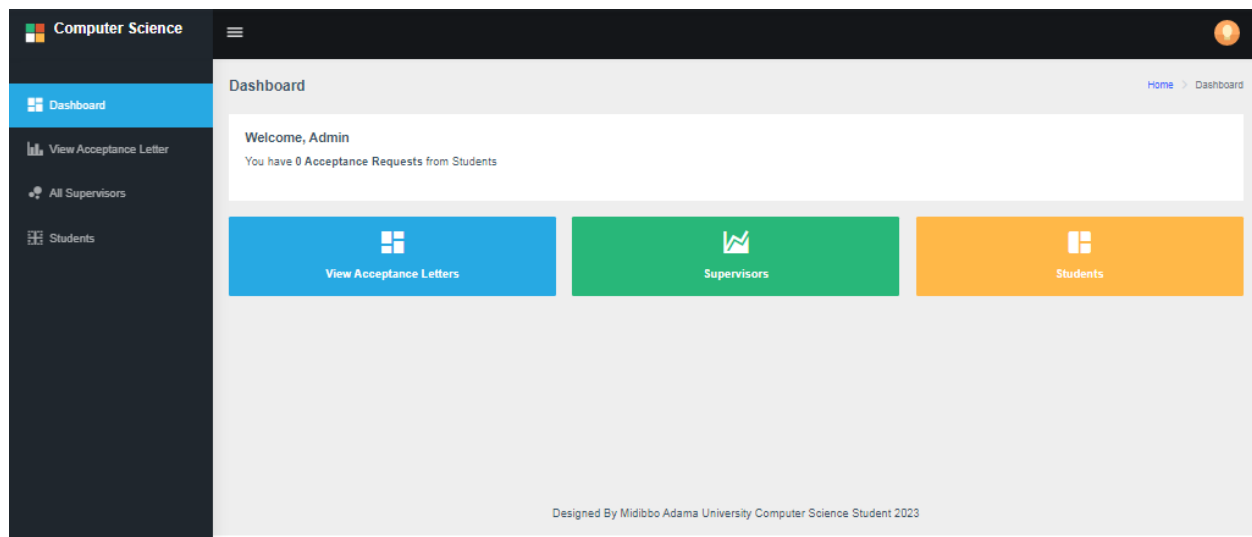 Computer Science
Dashboard
View Acceptance Letter
All Supervisors
Students
Dashboard
Home > Dashboard
Welcome, Admin
You have 0 Acceptance Requests from Students
View Acceptance Letters
Supervisors
Students
Designed By Midibbo Adama University Computer Science Student 2023